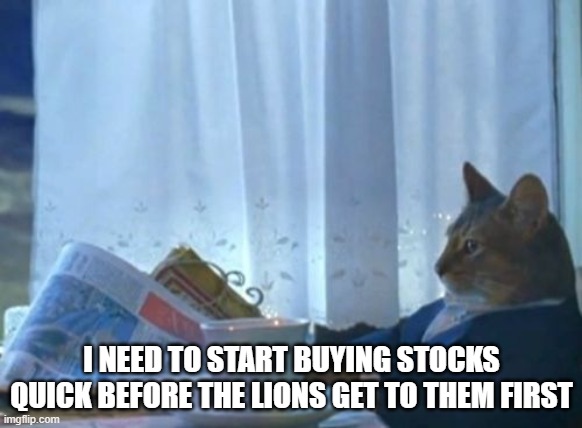 I NEED TO START BUYING STOCKS
QUICK BEFORE THE LIONS GET TO THEM FIRST
imgflip.com